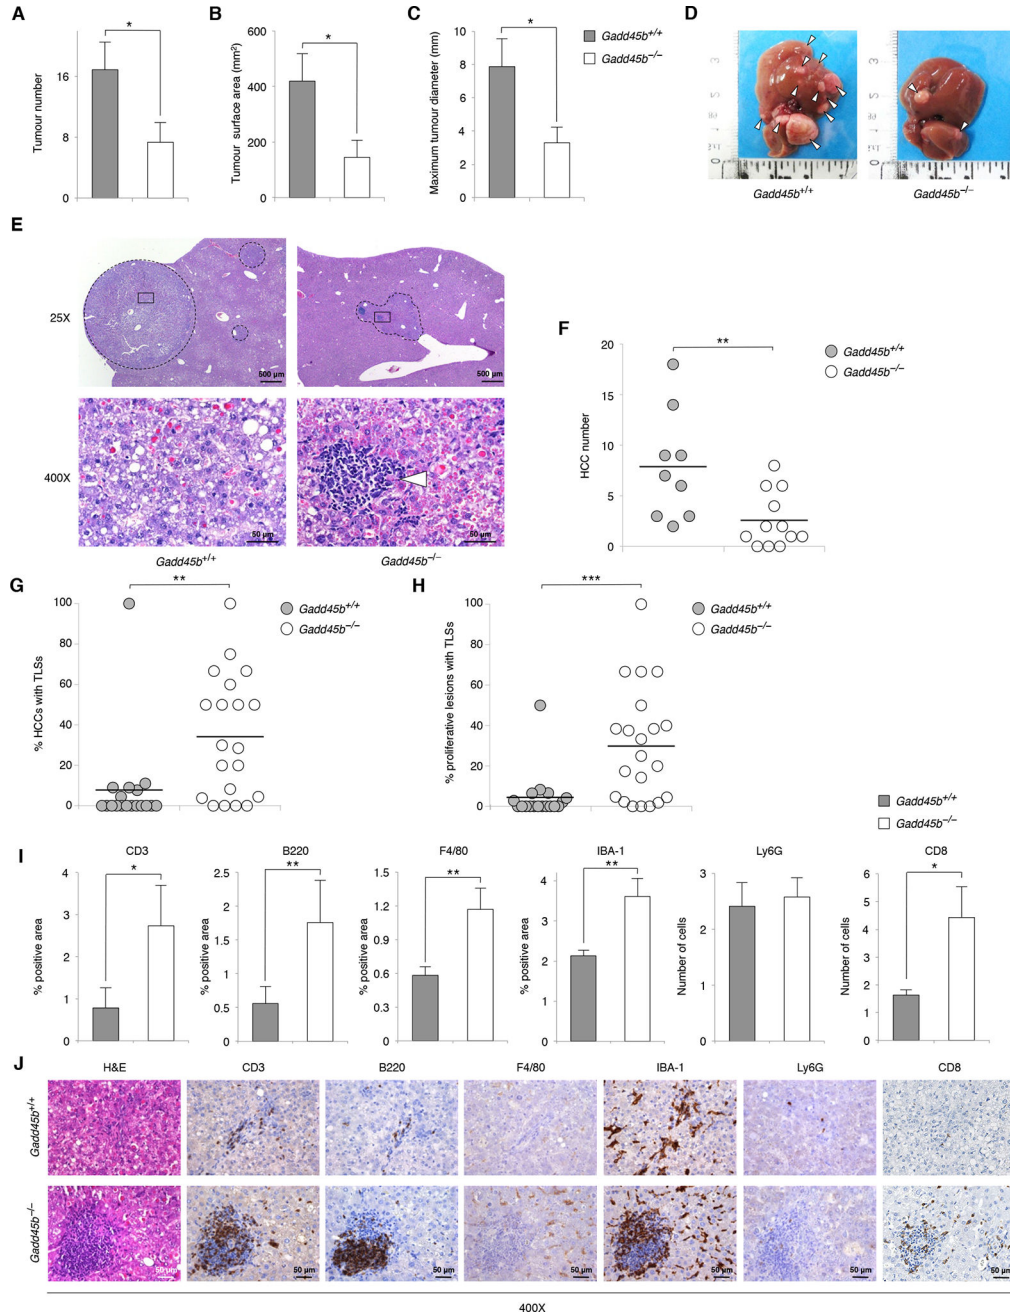 A
Tumour number
16
8
0
*
B
Tumour surface area (mm²)
600
400
200
0
*
C
Maximum tumour diameter (mm)
10
8
6
4
2
0
*
Gadd45b+/+
Gadd45b−/−
D
Gadd45b+/+
Gadd45b−/−
E
25X
500 µm
500 µm
400X
50 µm
50 µm
Gadd45b+/+
Gadd45b−/−
F
HCC number
20
15
10
5
0
**
Gadd45b+/+
Gadd45b−/−
G
% HCCs with TLSs
100
80
60
40
20
0
**
Gadd45b+/+
Gadd45b−/−
H
% proliferative lesions with TLSs
100
80
60
40
20
0
***
Gadd45b+/+
Gadd45b−/−
Gadd45b+/+
Gadd45b−/−
I
CD3
% positive area
4
3
2
1
0
*
B220
% positive area
2.5
2
1.5
1
0.5
0
**
F4/80
% positive area
1.5
1.2
0.9
0.6
0.3
0
**
IBA-1
% positive area
4
3
2
1
0
**
Ly6G
Number of cells
3
2
1
0
CD8
Number of cells
6
5
4
3
2
1
0
*
J
H&E
CD3
B220
F4/80
IBA-1
Ly6G
CD8
Gadd45b+/+
Gadd45b−/−
50 µm
50 µm
50 µm
50 µm
50 µm
50 µm
50 µm
400X